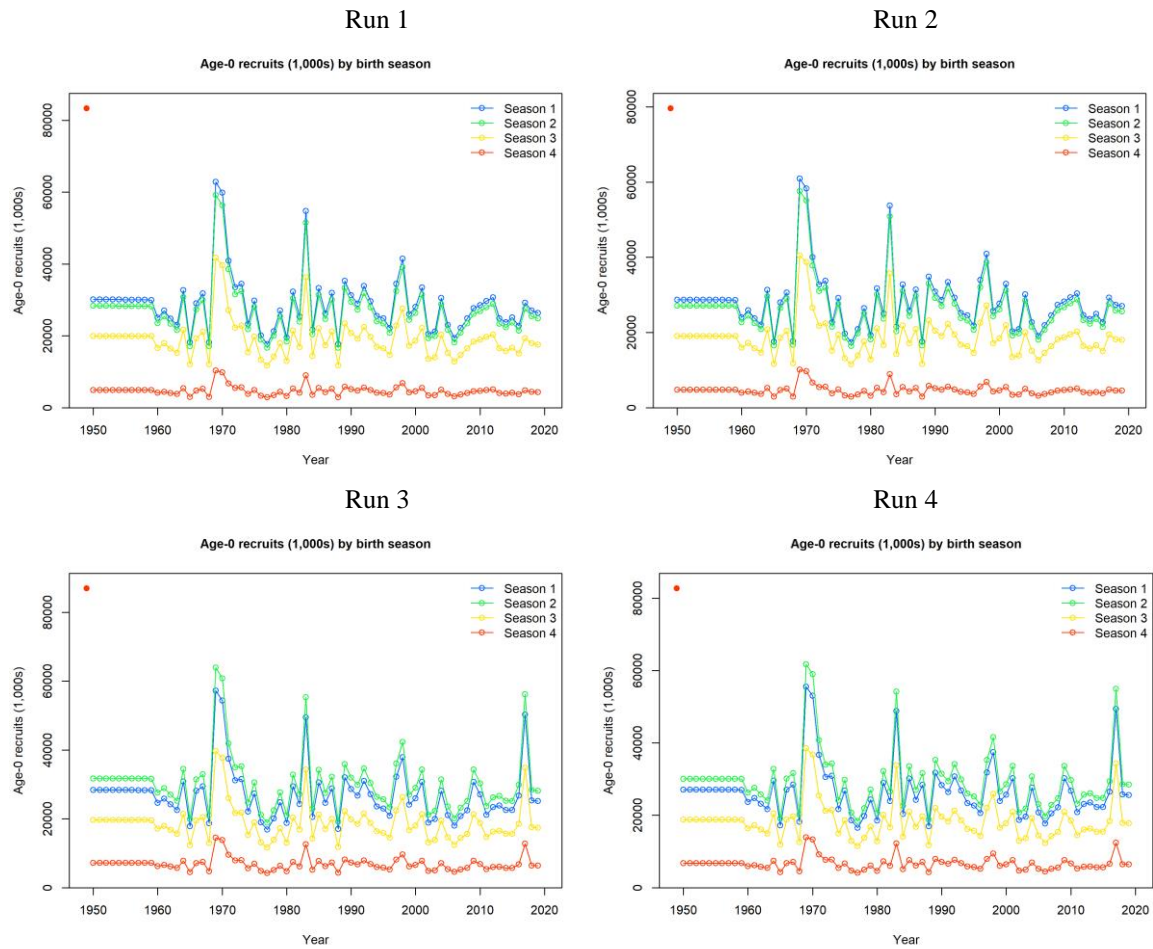 Run 1
Run 2
Age-0 recruits (1,000s) by birth season
Age-0 recruits (1,000s) by birth season
Season 1
Season 2
Season 3
Season 4
Season 1
Season 2
Season 3
Season 4
Age-0 recruits (1,000s)
0 20000 40000 60000 80000
Age-0 recruits (1,000s)
0 20000 40000 60000 80000
1950 1960 1970 1980 1990 2000 2010 2020
1950 1960 1970 1980 1990 2000 2010 2020
Year
Year
Run 3
Run 4
Age-0 recruits (1,000s) by birth season
Age-0 recruits (1,000s) by birth season
Season 1
Season 2
Season 3
Season 4
Season 1
Season 2
Season 3
Season 4
Age-0 recruits (1,000s)
0 20000 40000 60000 80000
Age-0 recruits (1,000s)
0 20000 40000 60000 80000
1950 1960 1970 1980 1990 2000 2010 2020
1950 1960 1970 1980 1990 2000 2010 2020
Year
Year